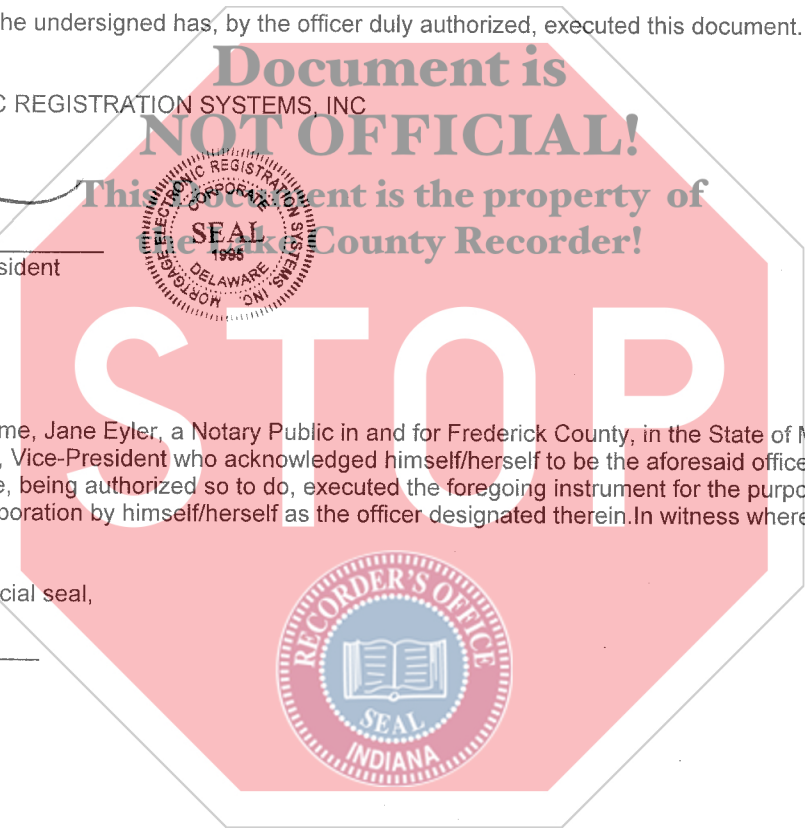 he undersigned has, by the officer duly authorized, executed this document.
Document is
C REGISTRATION SYSTEMS, INC
NOT OFFICIAL!
This Document is the property of
the Lake County Recorder!
MORTGAGE ELECTRONIC REGISTRATION SYSTEMS, INC.
CORPORATE
SEAL
1995
DELAWARE
sident
STOP
me, Jane Eyler, a Notary Public in and for Frederick County, in the State of
, Vice-President who acknowledged himself/herself to be the aforesaid office
e, being authorized so to do, executed the foregoing instrument for the purpo
poration by himself/herself as the officer designated therein.In witness where
cial seal,
RECORDER'S OFFICE
SEAL
INDIANA